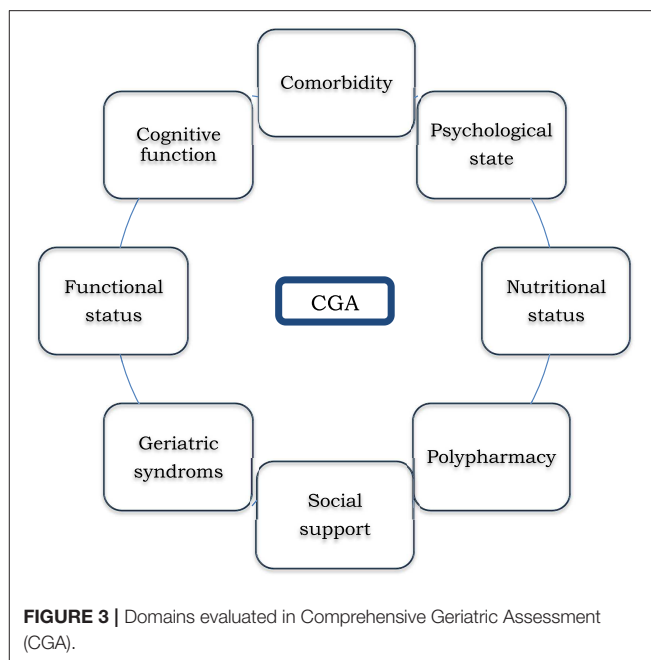 Comorbidity
Psychological
state
Nutritional
status
Polypharmacy
Social
support
Geriatric
syndroms
Functional
status
Cognitive
function
CGA
FIGURE 3 | Domains evaluated in Comprehensive Geriatric Assessment
(CGA).